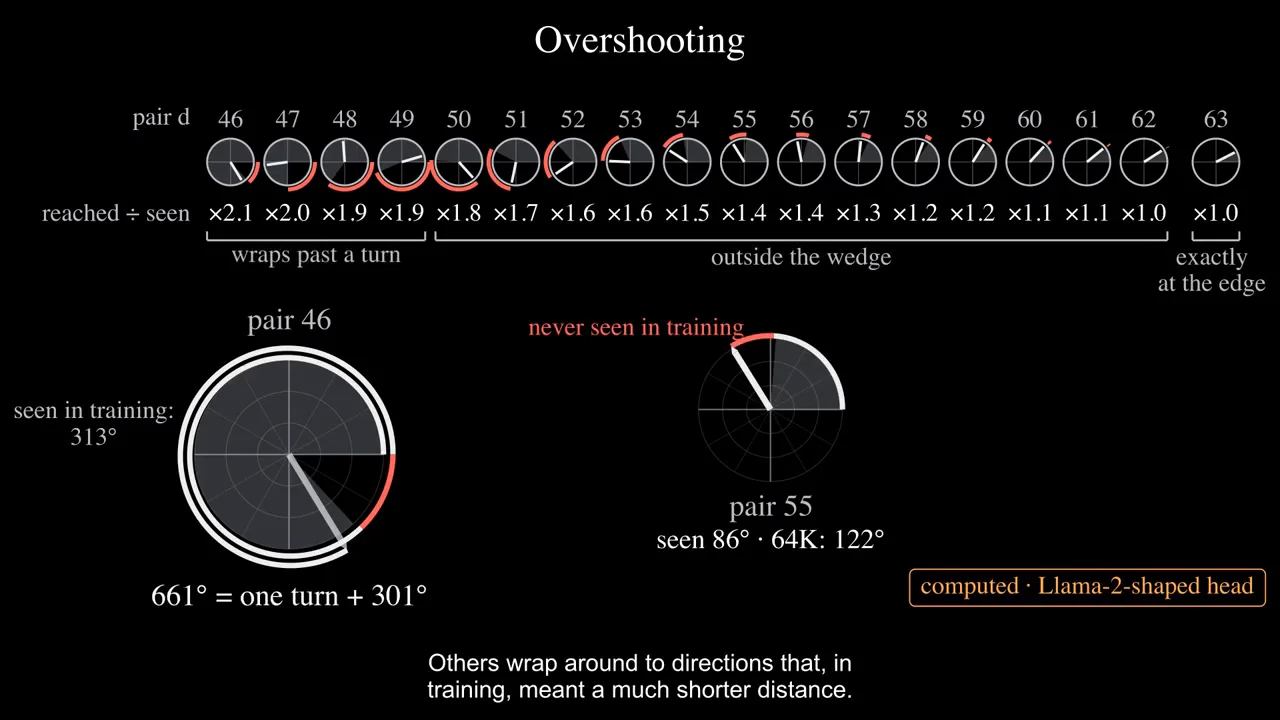 Overshooting
pair d 46 47 48 49 50 51 52 53 54 55 56 57 58 59 60 61 62 63
reached ÷ seen ×2.1 ×2.0 ×1.9 ×1.9 ×1.8 ×1.7 ×1.6 ×1.6 ×1.5 ×1.4 ×1.4 ×1.3 ×1.2 ×1.2 ×1.1 ×1.1 ×1.0 ×1.0
wraps past a turn
outside the wedge
exactly
at the edge
pair 46
seen in training:
313°
661° = one turn + 301°
never seen in training
pair 55
seen 86° · 64K: 122°
computed · Llama-2-shaped head
Others wrap around to directions that, in
training, meant a much shorter distance.